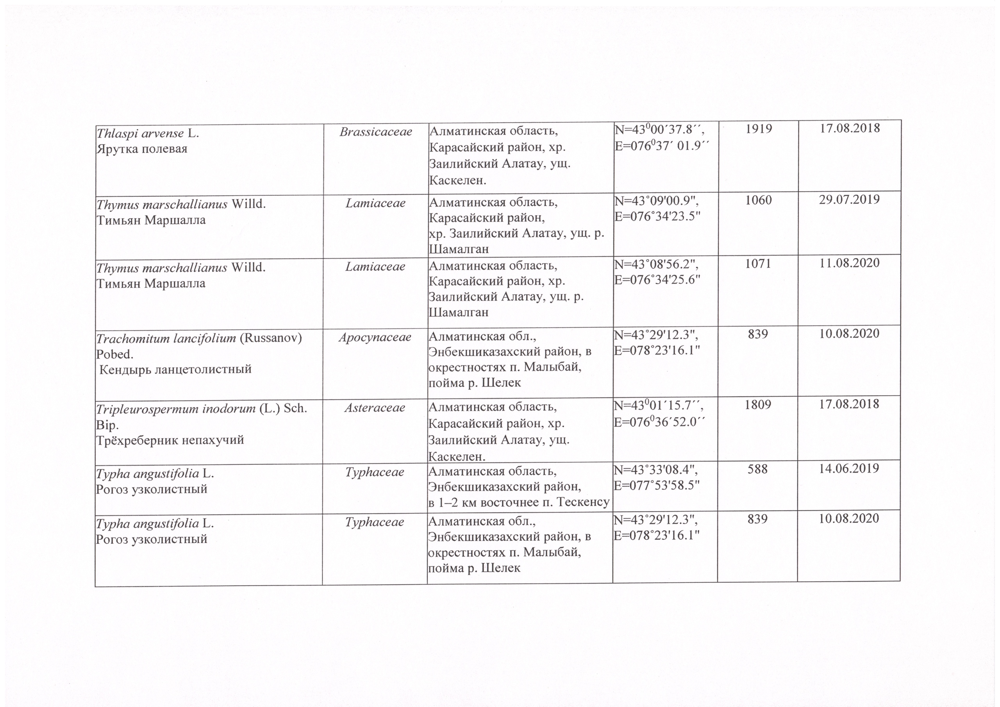 Thlaspi arvense L.
Ярутка полевая
Brassicaceae
Алматинская область,
Карасайский район, хр.
Заилийский Алатау, ущ.
Каскелен.
N=43⁰00´37.8´´,
E=076⁰37´ 01.9´´
1919
17.08.2018
Thymus marschallianus Willd.
Тимьян Маршалла
Lamiaceae
Алматинская область,
Карасайский район,
хр. Заилийский Алатау, ущ. р.
Шамалган
N=43°09'00.9",
E=076°34'23.5"
1060
29.07.2019
Thymus marschallianus Willd.
Тимьян Маршалла
Lamiaceae
Алматинская область,
Карасайский район, хр.
Заилийский Алатау, ущ. р.
Шамалган
N=43°08'56.2",
E=076°34'25.6"
1071
11.08.2020
Trachomitum lancifolium (Russanov)
Pobed.
Кендырь ланцетолистный
Apocynaceae
Алматинская обл.,
Энбекшиказахский район, в
окрестностях п. Малыбай,
пойма р. Шелек
N=43°29'12.3",
E=078°23'16.1"
839
10.08.2020
Tripleurospermum inodorum (L.) Sch.
Bip.
Трёхреберник непахучий
Asteraceae
Алматинская область,
Карасайский район, хр.
Заилийский Алатау, ущ.
Каскелен.
N=43⁰01´15.7´´,
E=076⁰36´52.0´´
1809
17.08.2018
Typha angustifolia L.
Рогоз узколистный
Typhaceae
Алматинская область,
Энбекшиказахский район,
в 1–2 км восточнее п. Тескенсу
N=43°33'08.4",
E=077°53'58.5"
588
14.06.2019
Typha angustifolia L.
Рогоз узколистный
Typhaceae
Алматинская обл.,
Энбекшиказахский район, в
окрестностях п. Малыбай,
пойма р. Шелек
N=43°29'12.3",
E=078°23'16.1"
839
10.08.2020